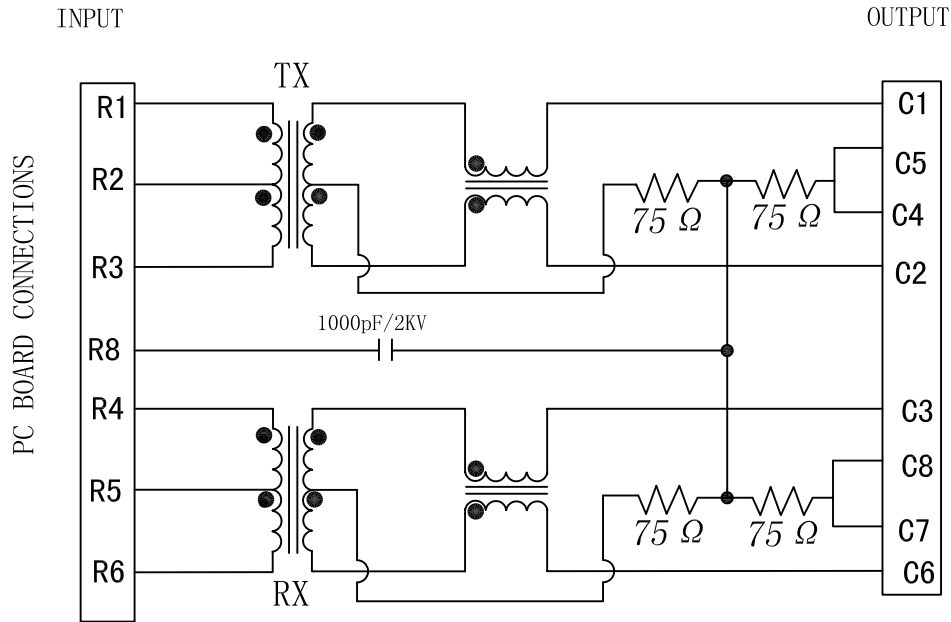 INPUT
OUTPUT
PC BOARD CONNECTIONS
TX
R1
R2
R3
R8
R4
R5
R6
1000pF/2KV
75 Ω
75 Ω
75 Ω
75 Ω
RX
C1
C5
C4
C2
C3
C8
C7
C6